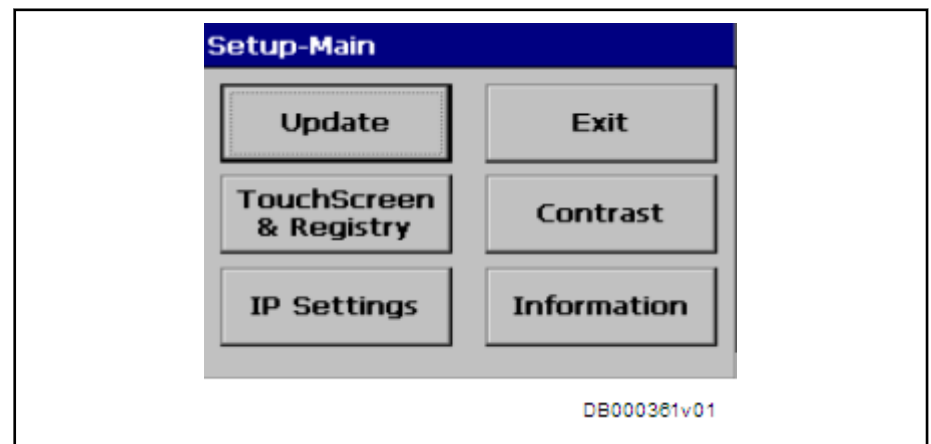 Setup-Main
Update
Exit
TouchScreen
& Registry
Contrast
IP Settings
Information
DB000361v01